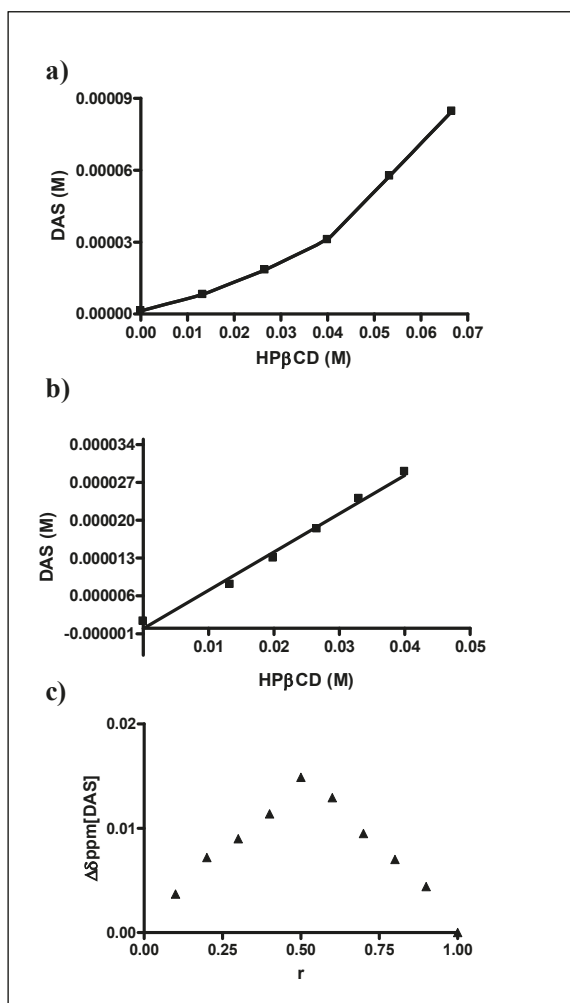 a)
DAS (M)
0.00009
0.00006
0.00003
0.00000
0.00 0.01 0.02 0.03 0.04 0.05 0.06 0.07
HPβCD (M)
b)
DAS (M)
0.000034
0.000027
0.000020
0.000013
0.000006
-0.000001
0.01 0.02 0.03 0.04 0.05
HPβCD (M)
c)
Δδppm[DAS]
0.02
0.01
0.00
0.00 0.25 0.50 0.75 1.00
r